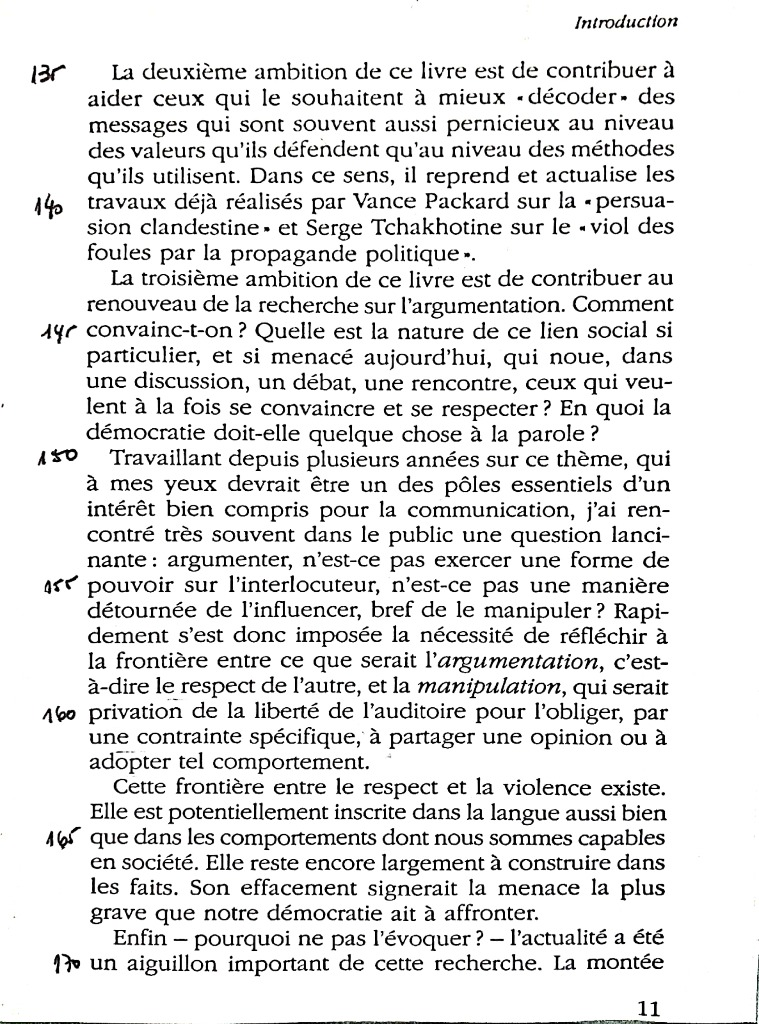 Introduction
135 La deuxième ambition de ce livre est de contribuer à
aider ceux qui le souhaitent à mieux «décoder» des
messages qui sont souvent aussi pernicieux au niveau
des valeurs qu'ils défendent qu'au niveau des méthodes
qu'ils utilisent. Dans ce sens, il reprend et actualise les
140 travaux déjà réalisés par Vance Packard sur la «persua-
sion clandestine» et Serge Tchakhotine sur le «viol des
foules par la propagande politique».
La troisième ambition de ce livre est de contribuer au
renouveau de la recherche sur l'argumentation. Comment
145 convainc-t-on ? Quelle est la nature de ce lien social si
particulier, et si menacé aujourd'hui, qui noue, dans
une discussion, un débat, une rencontre, ceux qui veu-
lent à la fois se convaincre et se respecter ? En quoi la
démocratie doit-elle quelque chose à la parole ?
150 Travaillant depuis plusieurs années sur ce thème, qui
à mes yeux devrait être un des pôles essentiels d'un
intérêt bien compris pour la communication, j'ai ren-
contré très souvent dans le public une question lanci-
nante : argumenter, n'est-ce pas exercer une forme de
155 pouvoir sur l'interlocuteur, n'est-ce pas une manière
détournée de l'influencer, bref de le manipuler ? Rapi-
dement s'est donc imposée la nécessité de réfléchir à
la frontière entre ce que serait l'argumentation, c'est-
à-dire le respect de l'autre, et la manipulation, qui serait
160 privation de la liberté de l'auditoire pour l'obliger, par
une contrainte spécifique, à partager une opinion ou à
adopter tel comportement.
Cette frontière entre le respect et la violence existe.
Elle est potentiellement inscrite dans la langue aussi bien
165 que dans les comportements dont nous sommes capables
en société. Elle reste encore largement à construire dans
les faits. Son effacement signerait la menace la plus
grave que notre démocratie ait à affronter.
Enfin – pourquoi ne pas l'évoquer ? – l'actualité a été
170 un aiguillon important de cette recherche. La montée
11